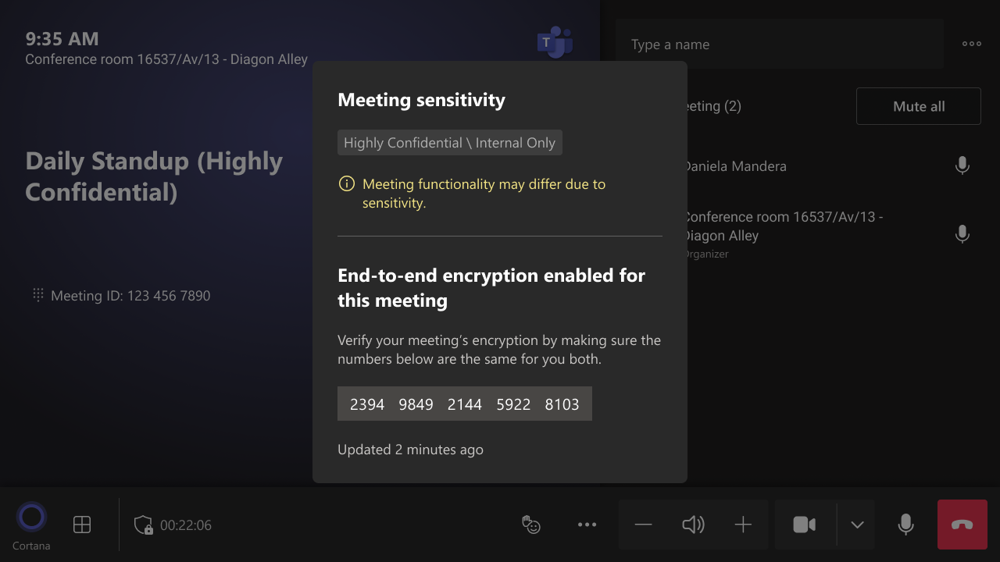 9:35 AM
Conference room 16537/Av/13 - Diagon Alley
T
Daily Standup (Highly
Confidential)
Meeting ID: 123 456 7890
Meeting sensitivity
Highly Confidential \ Internal Only
Meeting functionality may differ due to
sensitivity.
End-to-end encryption enabled for
this meeting
Verify your meeting‘s encryption by making sure the
numbers below are the same for you both.
2394 9849 2144 5922 8103
Updated 2 minutes ago
Type a name
eeting (2)
Mute all
Daniela Mandera
Conference room 16537/Av/13 -
Diagon Alley
Organizer
Cortana
00:22:06